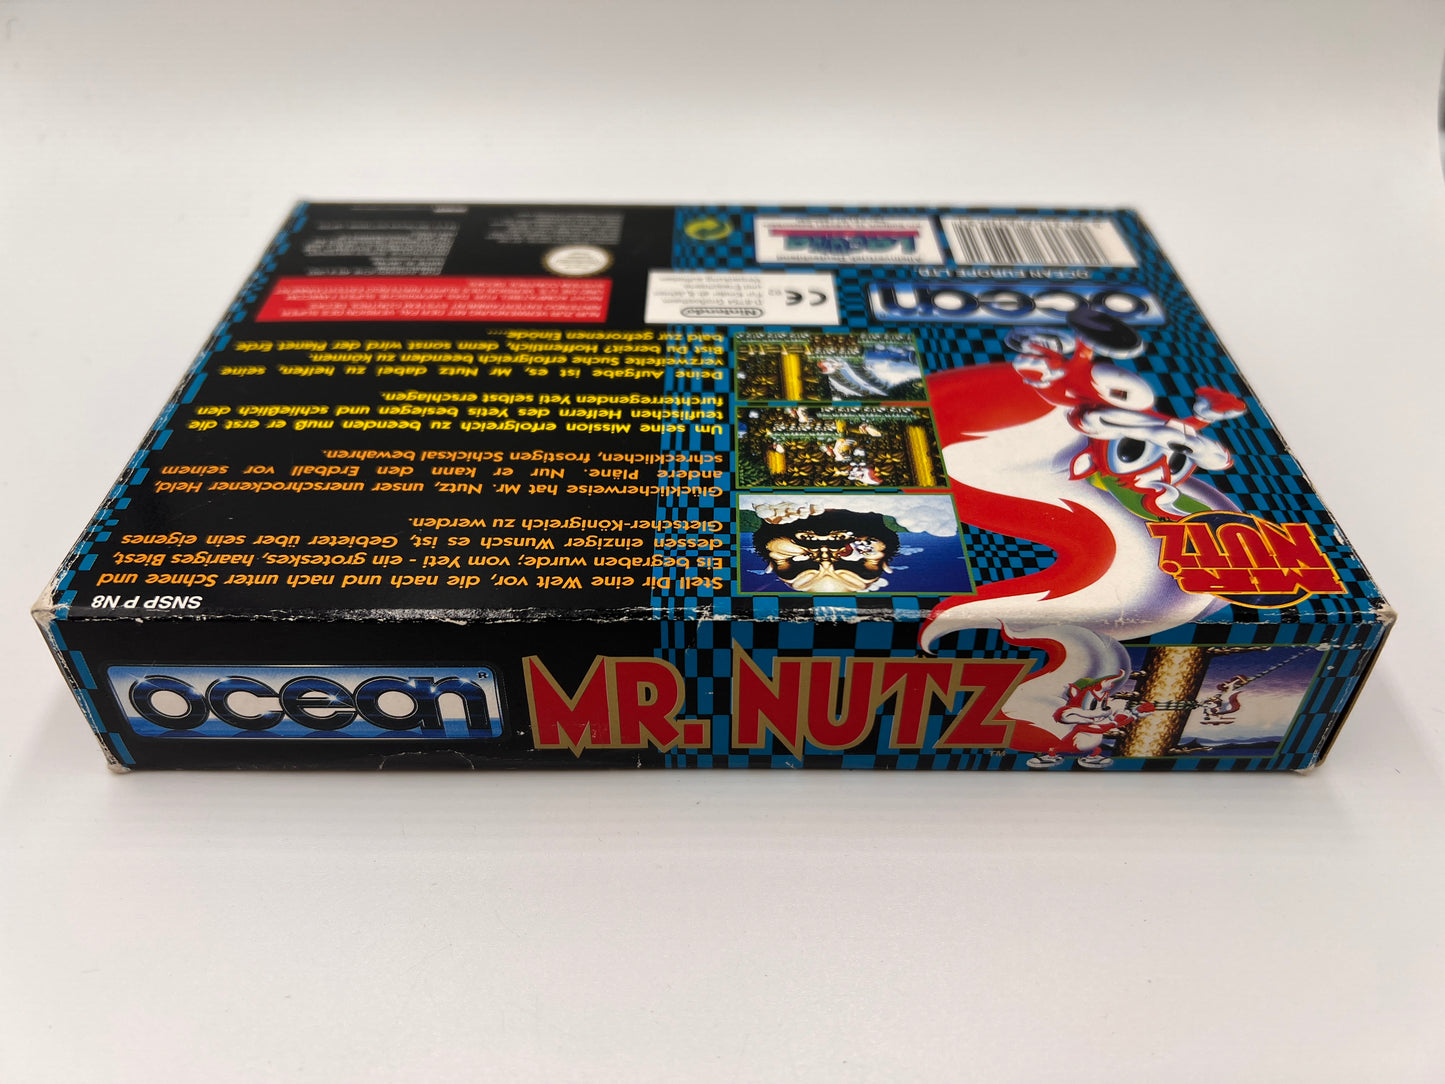 ocean®
MR. NUTZ™
SNSP P N8
Stell Dir eine Welt vor, die nach und nach unter Schnee und
Eis begraben wurde; vom Yeti - ein groteskes, haariges Biest,
dessen einziger Wunsch es ist, Gebieter über sein eigenes
Gletscher-Königreich zu werden.
Glücklicherweise hat Mr. Nutz, unser unerschrockener Held,
andere Pläne. Nur er kann den Erdball vor seinem
schrecklichen, frostigen Schicksal bewahren.
Um seine Mission erfolgreich zu beenden muß er erst die
teuflischen Helfern des Yetis besiegen und schließlich den
furchterregenden Yeti selbst erschlagen.
Deine Aufgabe ist es, Mr Nutz dabei zu helfen, seine
verzweifelte Suche erfolgreich beenden zu können.
Bist Du bereit? Hoffentlich, denn sonst wird der Planet Erde
bald zur gefrorenen Einöde....
MR.
NUTZ
ocean
OCEAN EUROPE LTD.
Nintendo
CE
Laguna